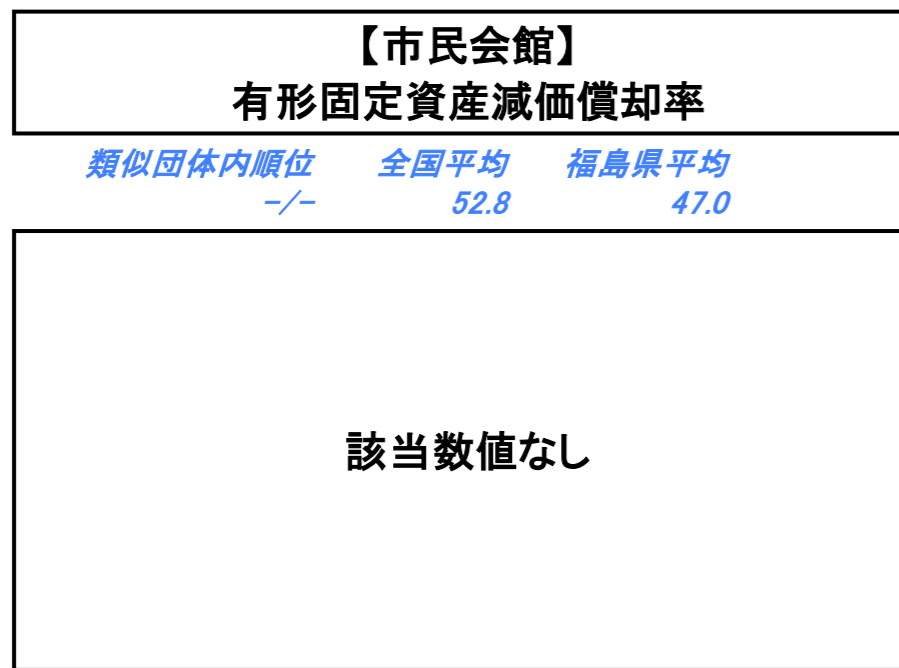 【市民会館】
有形固定資産減価償却率
類似団体内順位 全国平均 福島県平均
-/- 52.8 47.0
該当数値なし